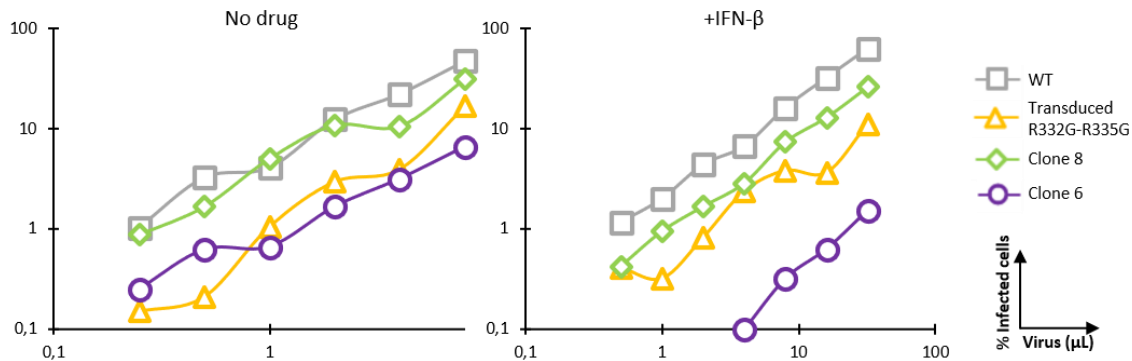 No drug
100
10
1
0,1
0,1
1
+IFN-β
100
10
1
0,1
0,1
1
10
100
WT
Transduced
R332G-R335G
Clone 8
Clone 6
% Infected cells
Virus (µL)